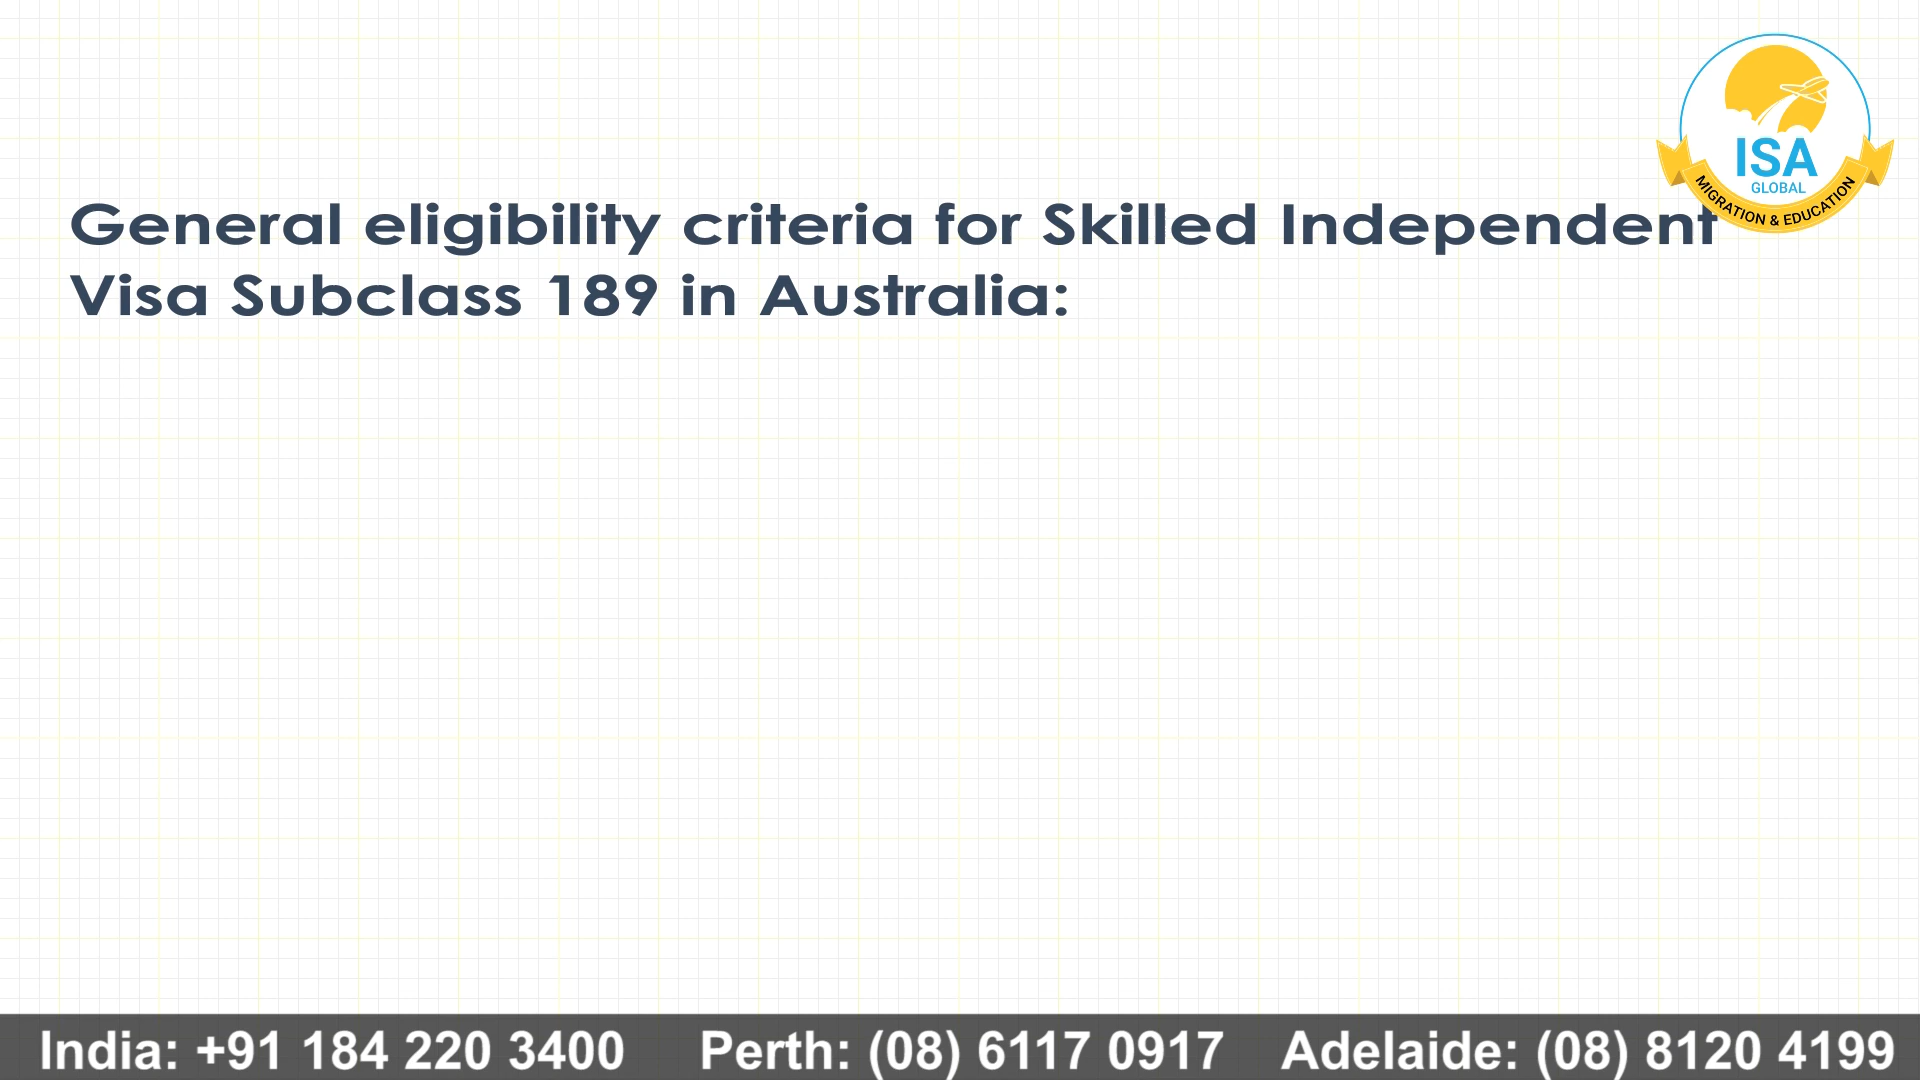 ISA
GLOBAL
MIGRATION & EDUCATION
General eligibility criteria for Skilled Independent
Visa Subclass 189 in Australia:
India: +91 184 220 3400 Perth: (08) 6117 0917 Adelaide: (08) 8120 4199